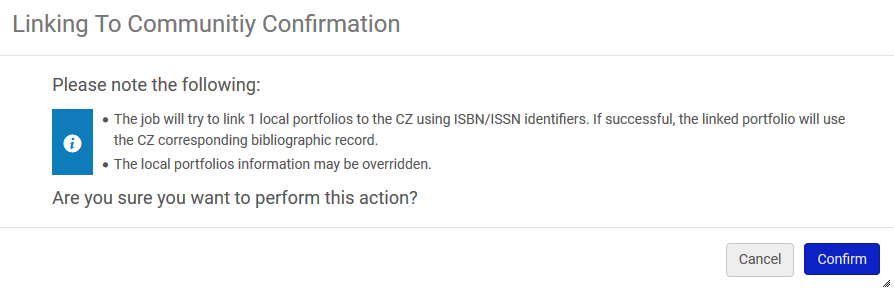 Linking To Communitiy Confirmation
Please note the following:
• The job will try to link 1 local portfolios to the CZ using ISBN/ISSN identifiers. If successful, the linked portfolio will use
the CZ corresponding bibliographic record.
• The local portfolios information may be overridden.
Are you sure you want to perform this action?
Cancel Confirm